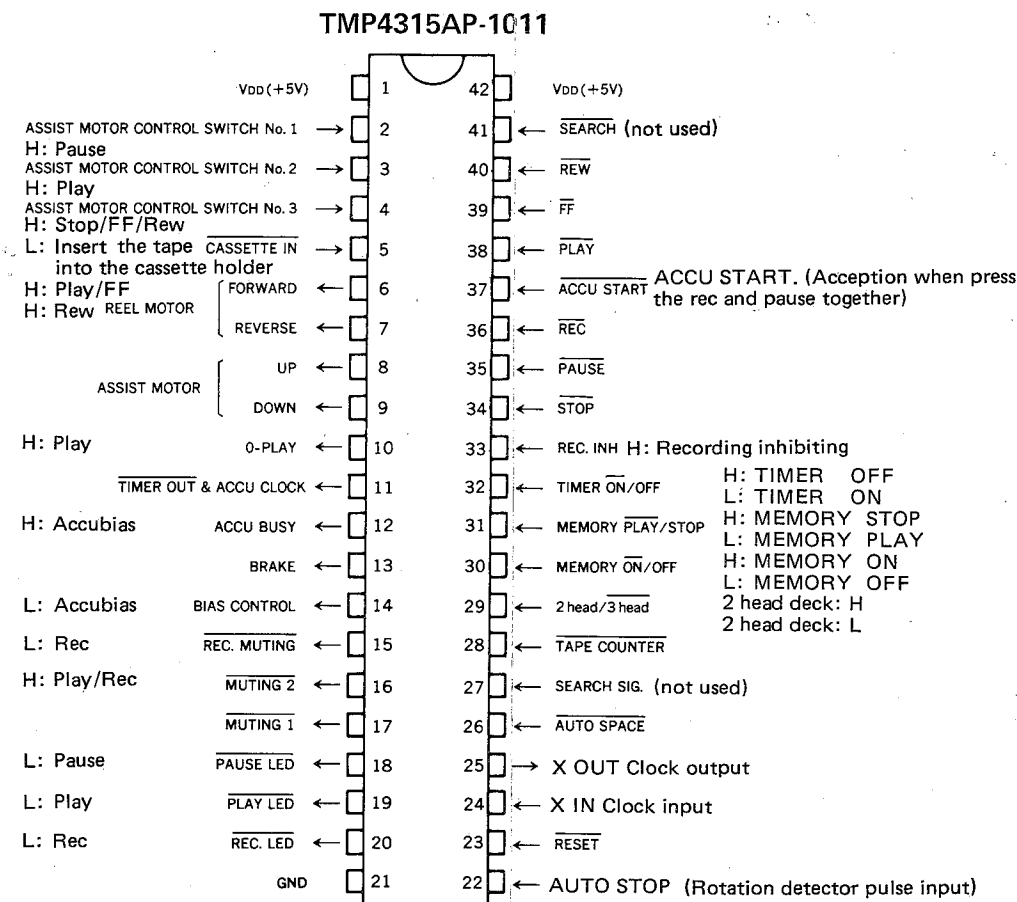 TMP4315AP-1011
VDD (+5V) 1 42 VDD (+5V)
ASSIST MOTOR CONTROL SWITCH No. 1 → 2 41 ← SEARCH (not used)
H: Pause
ASSIST MOTOR CONTROL SWITCH No. 2 → 3 40 ← REW
H: Play
ASSIST MOTOR CONTROL SWITCH No. 3 → 4 39 ← FF
H: Stop/FF/Rew
L: Insert the tape CASSETTE IN → 5 38 ← PLAY
into the cassette holder
H: Play/FF FORWARD ← 6 37 ← ACCU START ACCU START. (Acception when press
the rec and pause together)
H: Rew REEL MOTOR
REVERSE ← 7 36 ← REC
UP ← 8 35 ← PAUSE
ASSIST MOTOR
DOWN ← 9 34 ← STOP
H: Play O-PLAY ← 10 33 ← REC. INH H: Recording inhibiting
TIMER OUT & ACCU CLOCK ← 11 32 ← TIMER ON/OFF H: TIMER OFF
L: TIMER ON
H: Accubias ACCU BUSY ← 12 31 ← MEMORY PLAY/STOP H: MEMORY STOP
L: MEMORY PLAY
BRAKE ← 13 30 ← MEMORY ON/OFF H: MEMORY ON
L: MEMORY OFF
L: Accubias BIAS CONTROL ← 14 29 ← 2 head/3 head 2 head deck: H
2 head deck: L
L: Rec REC. MUTING ← 15 28 ← TAPE COUNTER
H: Play/Rec MUTING 2 ← 16 27 ← SEARCH SIG. (not used)
MUTING 1 ← 17 26 ← AUTO SPACE
L: Pause PAUSE LED ← 18 25 → X OUT Clock output
L: Play PLAY LED ← 19 24 ← X IN Clock input
L: Rec REC. LED ← 20 23 ← RESET
GND 21 22 ← AUTO STOP (Rotation detector pulse input)